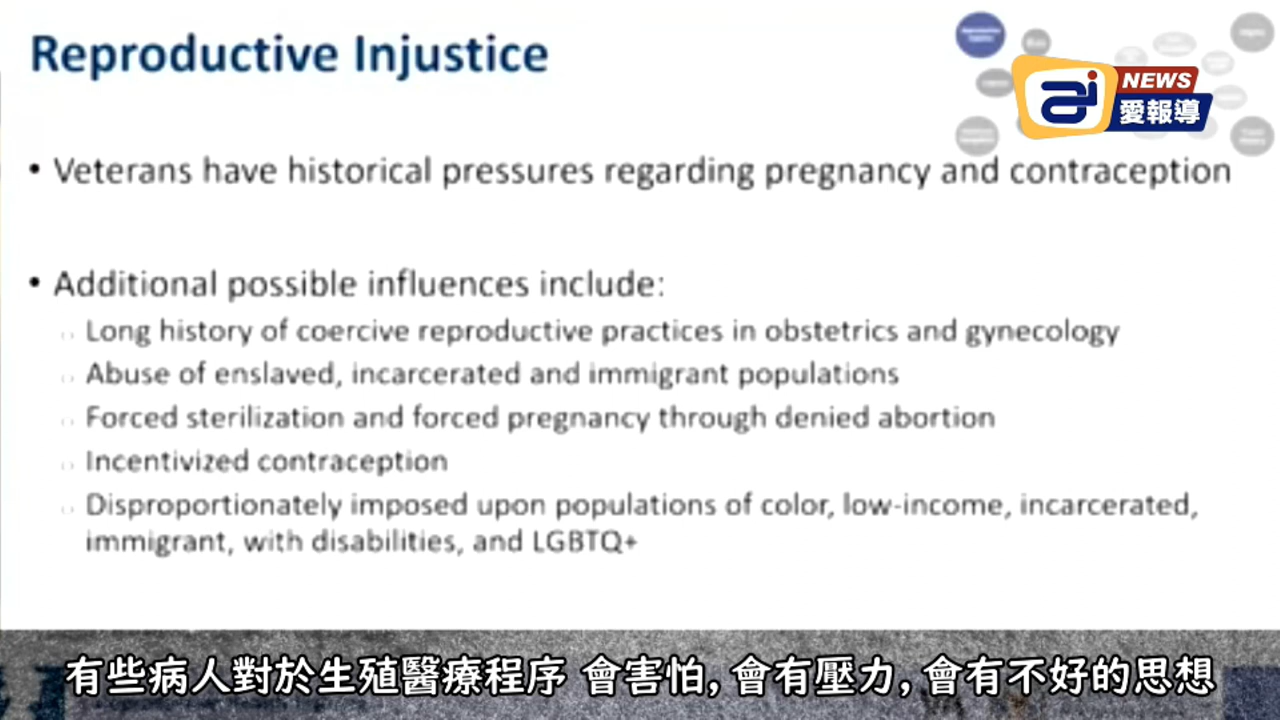 Reproductive Injustice
ai NEWS
愛報導
• Veterans have historical pressures regarding pregnancy and contraception
• Additional possible influences include:
Long history of coercive reproductive practices in obstetrics and gynecology
Abuse of enslaved, incarcerated and immigrant populations
Forced sterilization and forced pregnancy through denied abortion
Incentivized contraception
Disproportionately imposed upon populations of color, low-income, incarcerated,
immigrant, with disabilities, and LGBTQ+
有些病人對於生殖醫療程序 會害怕, 會有壓力, 會有不好的思想